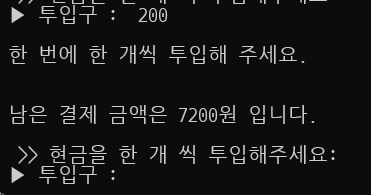 ▶ 투입구 : 200
한 번에 한 개씩 투입해 주세요.
남은 결제 금액은 7200원 입니다.
>> 현금을 한 개 씩 투입해주세요:
▶ 투입구 :